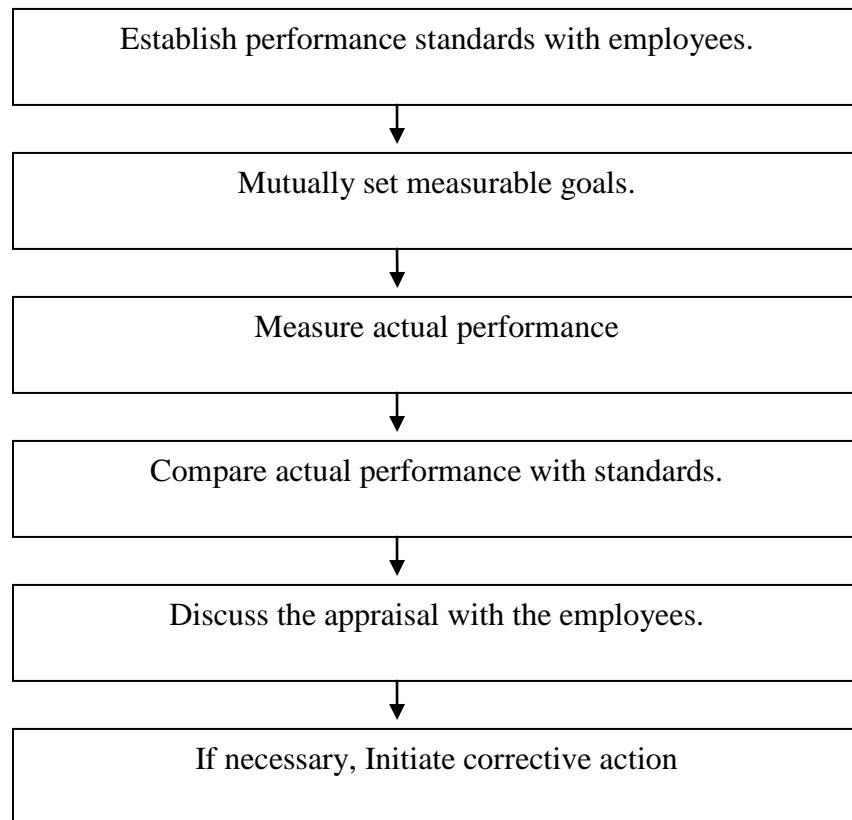 Establish performance standards with employees.
Mutually set measurable goals.
Measure actual performance
Compare actual performance with standards.
Discuss the appraisal with the employees.
If necessary, Initiate corrective action